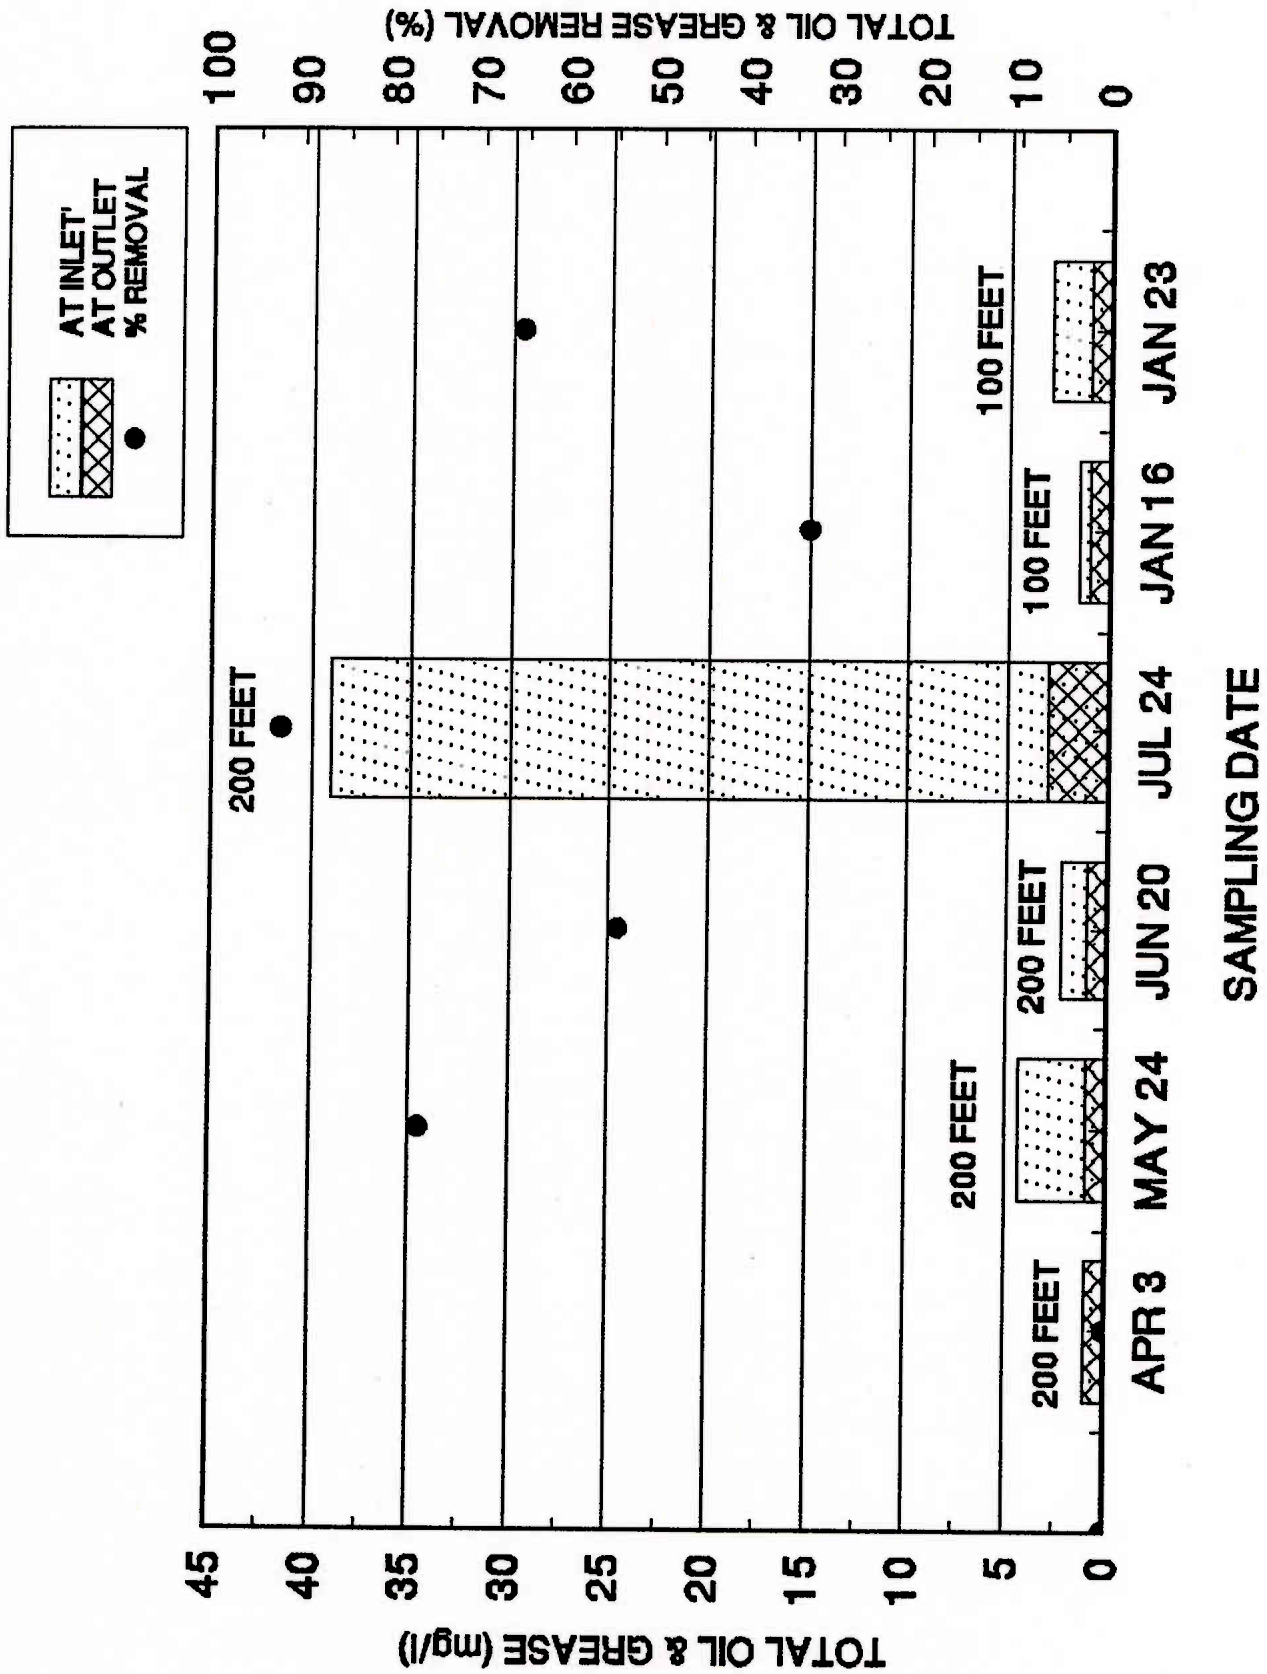 AT INLET'
AT OUTLET
% REMOVAL
TOTAL OIL & GREASE (mg/l)
45
40
35
30
25
20
15
10
5
0
TOTAL OIL & GREASE REMOVAL (%)
100
90
80
70
60
50
40
30
20
10
0
200 FEET
200 FEET
200 FEET
200 FEET
100 FEET
100 FEET
APR 3
MAY 24
JUN 20
JUL 24
JAN 16
JAN 23
SAMPLING DATE